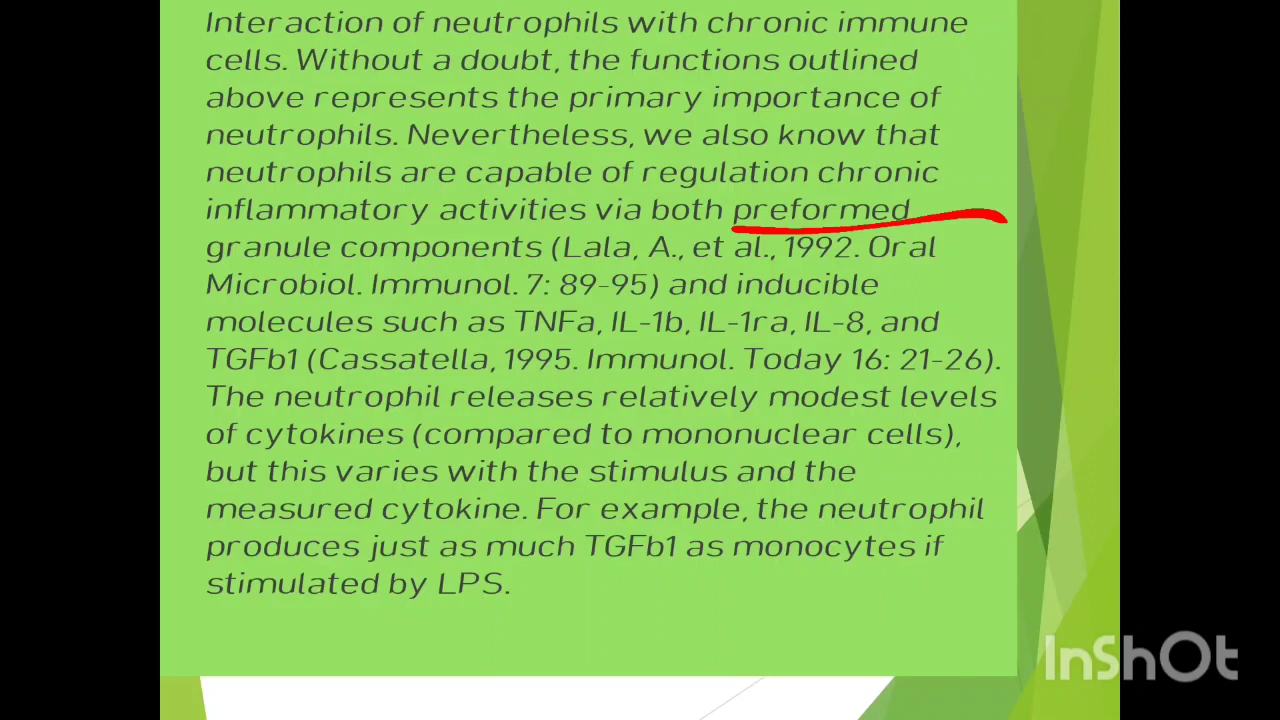 Interaction of neutrophils with chronic immune
cells. Without a doubt, the functions outlined
above represents the primary importance of
neutrophils. Nevertheless, we also know that
neutrophils are capable of regulation chronic
inflammatory activities via both preformed
granule components (Lala, A., et al., 1992. Oral
Microbiol. Immunol. 7: 89-95) and inducible
molecules such as TNFa, IL-1b, IL-1ra, IL-8, and
TGFb1 (Cassatella, 1995. Immunol. Today 16: 21-26).
The neutrophil releases relatively modest levels
of cytokines (compared to mononuclear cells),
but this varies with the stimulus and the
measured cytokine. For example, the neutrophil
produces just as much TGFb1 as monocytes if
stimulated by LPS.
InShOt